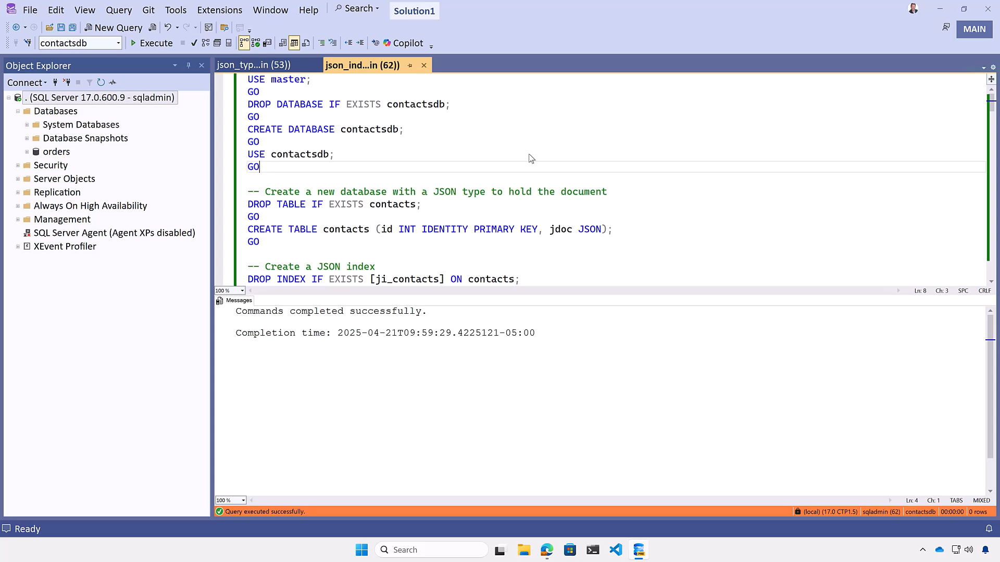 File Edit View Query Git Tools Extensions Window Help Search Solution1
New Query MAIN
contactsdb Execute Copilot
Object Explorer
Connect
. (SQL Server 17.0.600.9 - sqladmin)
Databases
System Databases
Database Snapshots
orders
Security
Server Objects
Replication
Always On High Availability
Management
SQL Server Agent (Agent XPs disabled)
XEvent Profiler
json_typ...in (53)) json_ind...in (62))
USE master;
GO
DROP DATABASE IF EXISTS contactsdb;
GO
CREATE DATABASE contactsdb;
GO
USE contactsdb;
GO
-- Create a new database with a JSON type to hold the document
DROP TABLE IF EXISTS contacts;
GO
CREATE TABLE contacts (id INT IDENTITY PRIMARY KEY, jdoc JSON);
GO
-- Create a JSON index
DROP INDEX IF EXISTS [ji_contacts] ON contacts;
100 % Ln: 8 Ch: 3 SPC CRLF
Messages
Commands completed successfully.
Completion time: 2025-04-21T09:59:29.4225121-05:00
100 % Ln: 4 Ch: 1 TABS MIXED
Query executed successfully. (local) (17.0 CTP1.5) sqladmin (62) contactsdb 00:00:00 0 rows
Ready
Search